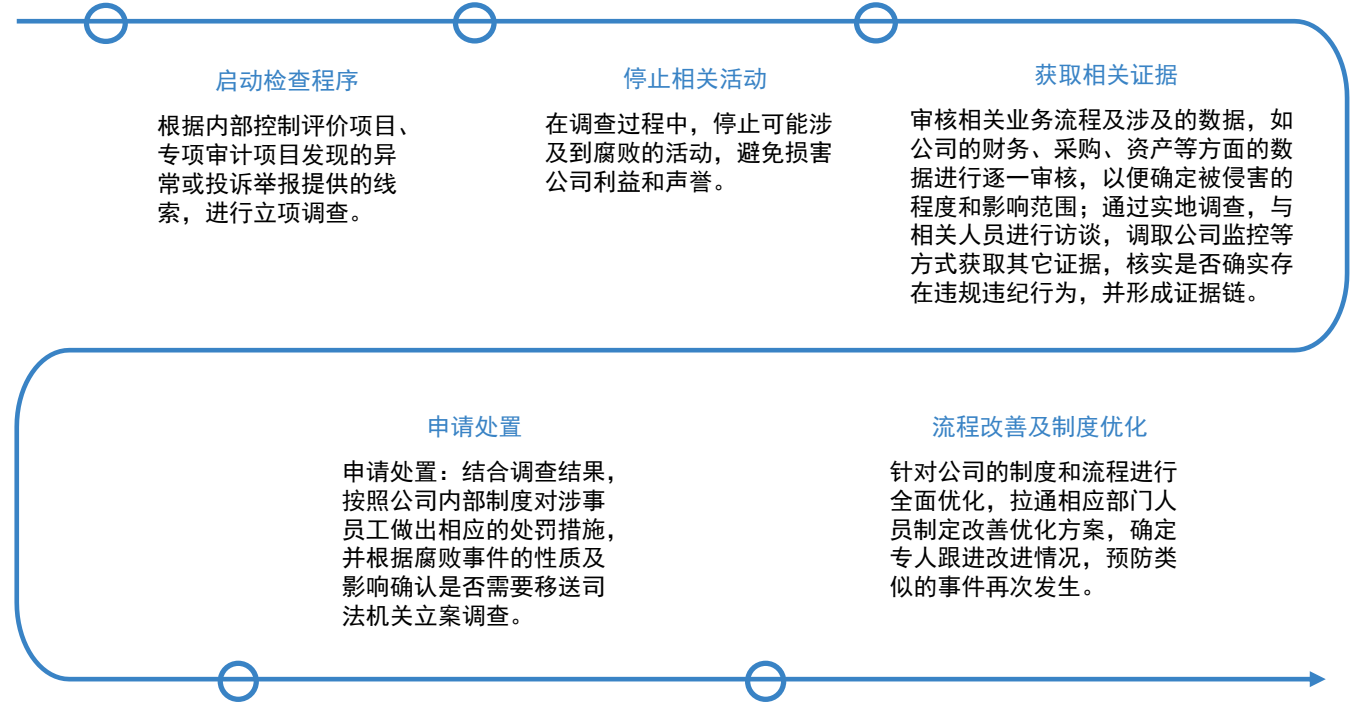 启动检查程序
根据内部控制评价项目、
专项审计项目发现的异
常或投诉举报提供的线
索，进行立项调查。
停止相关活动
在调查过程中，停止可能涉
及到腐败的活动，避免损害
公司利益和声誉。
获取相关证据
审核相关业务流程及涉及的数据，如
公司的财务、采购、资产等方面的数
据进行逐一审核，以便确定被侵害的
程度和影响范围；通过实地调查，与
相关人员进行访谈，调取公司监控等
方式获取其它证据，核实是否确实存
在违规违纪行为，并形成证据链。
申请处置
申请处置：结合调查结果，
按照公司内部制度对涉事
员工做出相应的处罚措施，
并根据腐败事件的性质及
影响确认是否需要移送司
法机关立案调查。
流程改善及制度优化
针对公司的制度和流程进行
全面优化，拉通相应部门人
员制定改善优化方案，确定
专人跟进改进情况，预防类
似的事件再次发生。